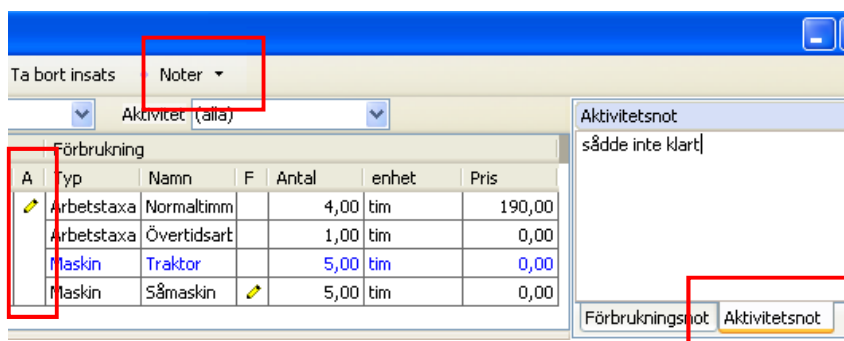 Ta bort insats Noter
Aktivitet (alla)
Aktivitetsnot
sådde inte klart
Förbrukning
A Typ Namn F Antal enhet Pris
Arbetstaxa Normaltimm 4,00 tim 190,00
Arbetstaxa Övertidsart 1,00 tim 0,00
Maskin Traktor 5,00 tim 0,00
Maskin Såmaskin 5,00 tim 0,00
Förbrukningsnot Aktivitetsnot